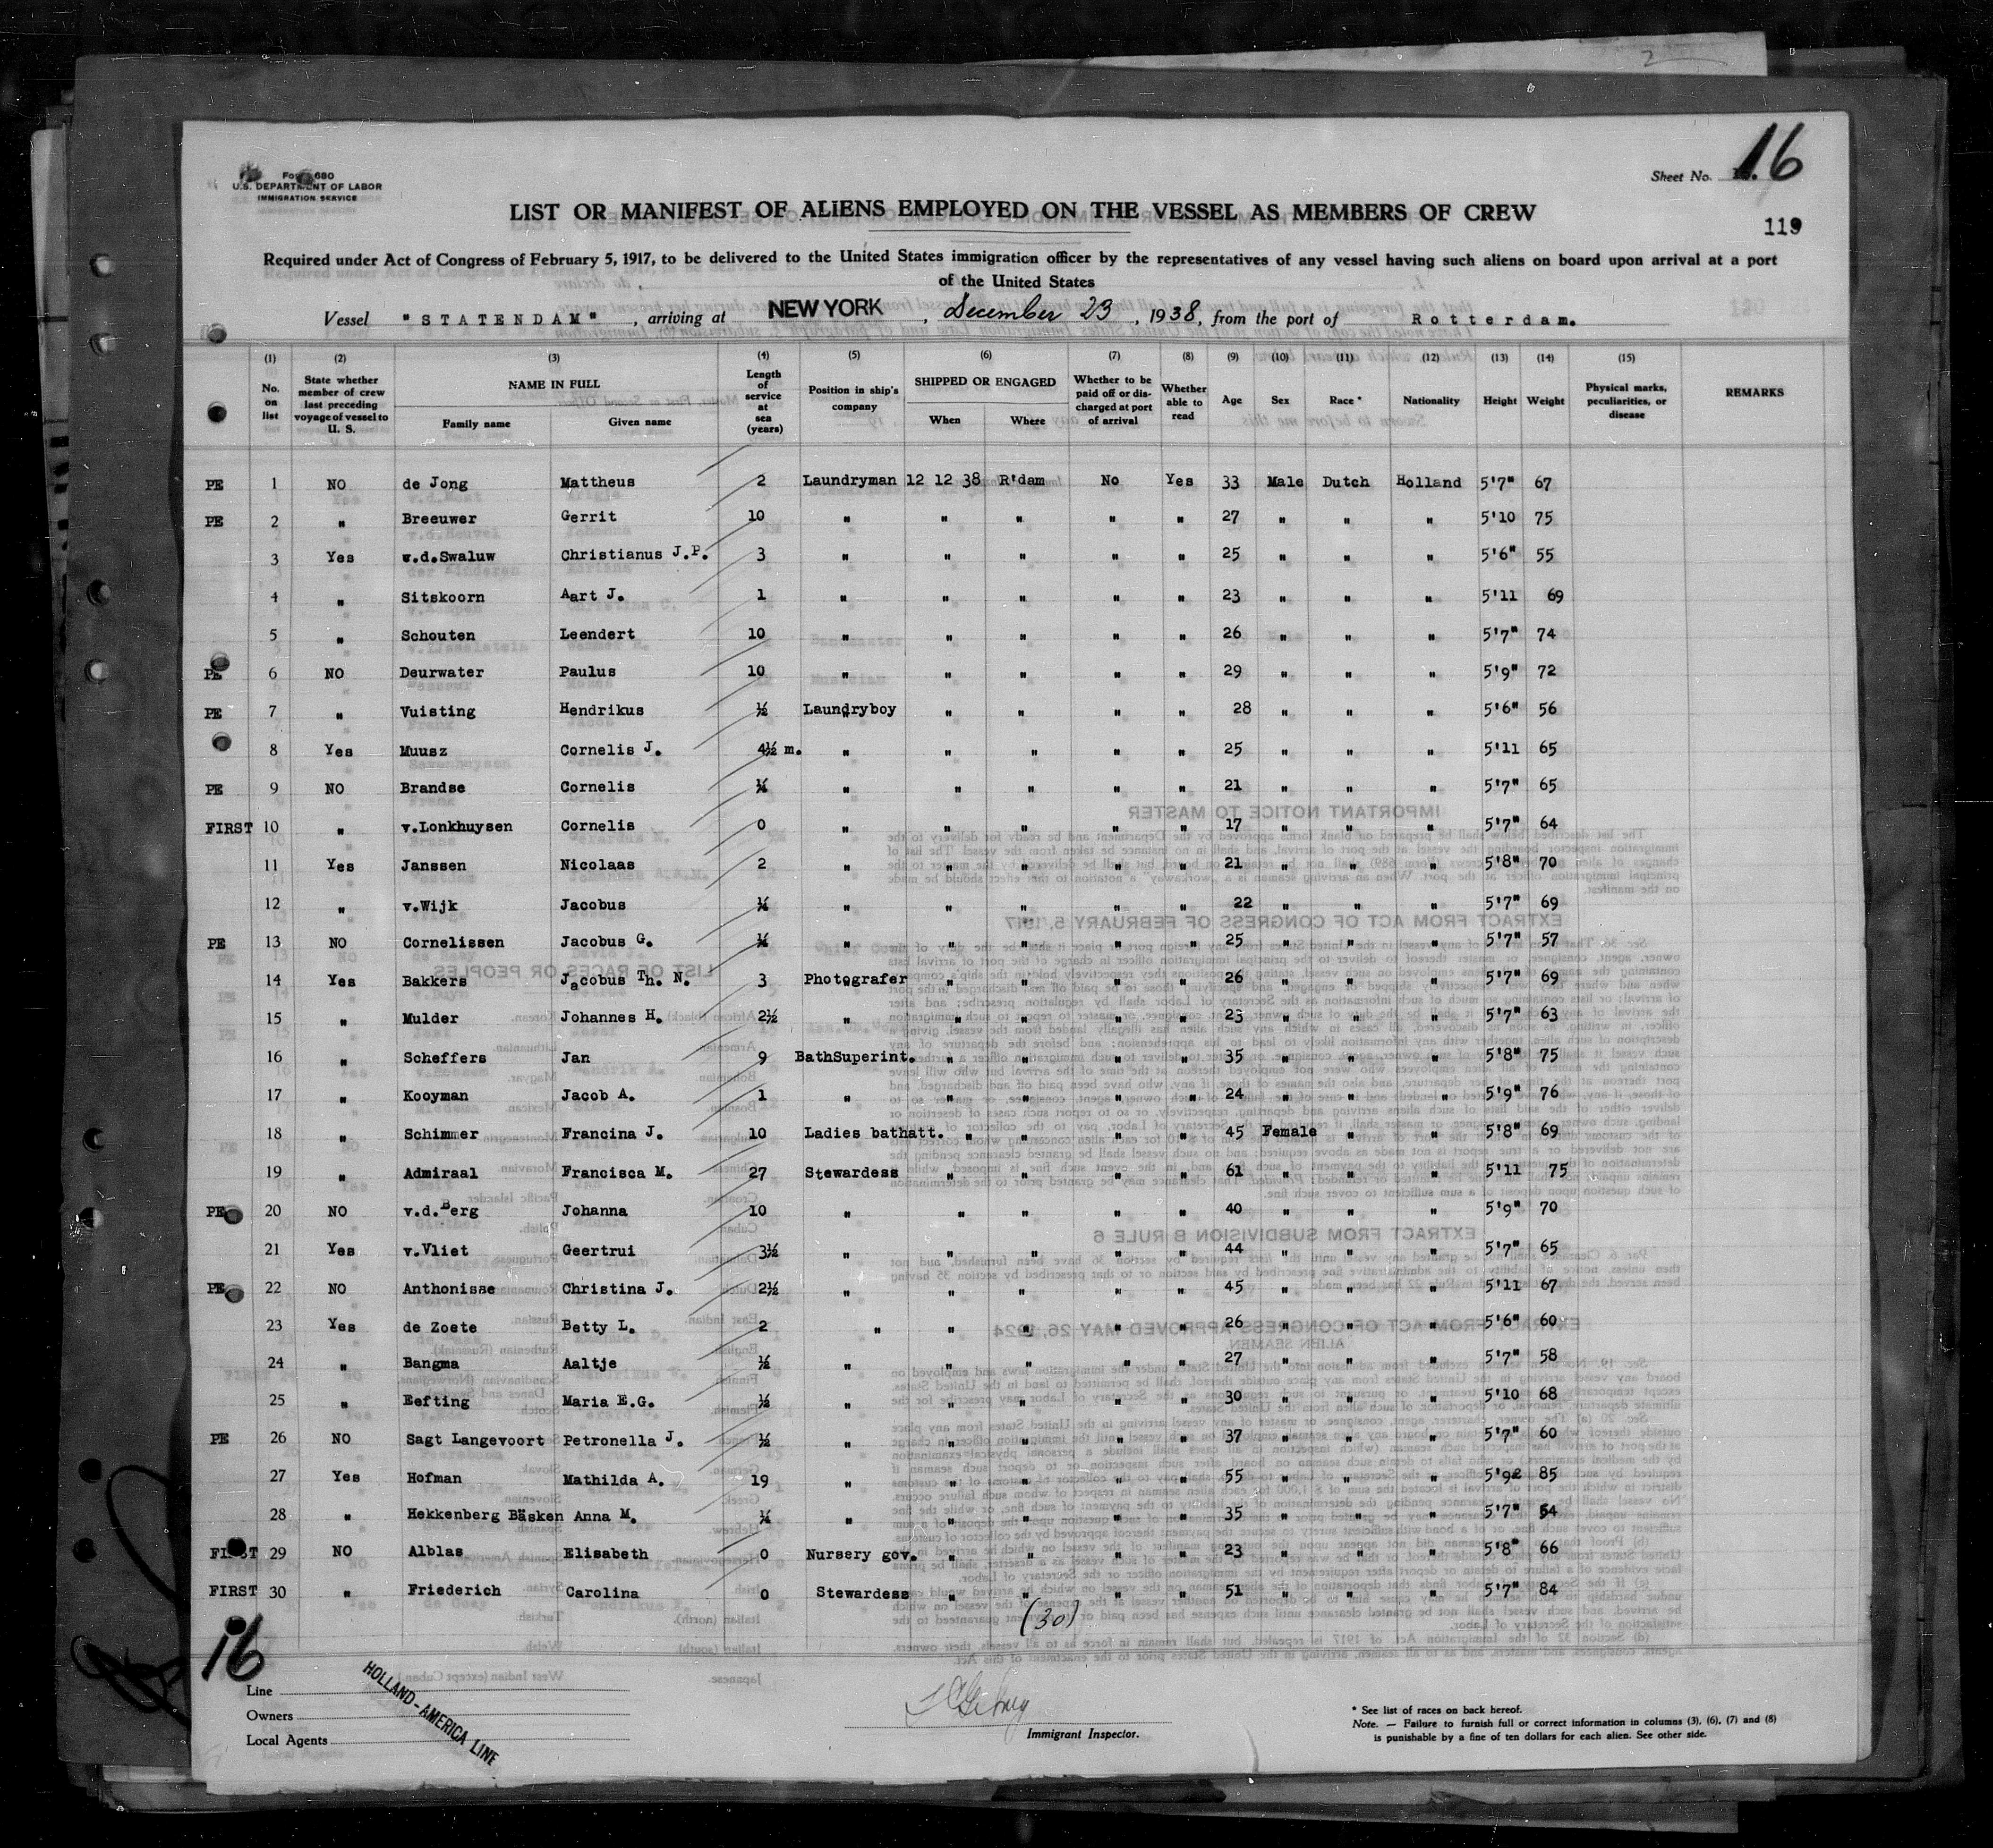 2
Form 680
U.S. DEPARTMENT OF LABOR
IMMIGRATION SERVICE
Sheet No. 16
LIST OR MANIFEST OF ALIENS EMPLOYED ON THE VESSEL AS MEMBERS OF CREW
119
Required under Act of Congress of February 5, 1917, to be delivered to the United States immigration officer by the representatives of any vessel having such aliens on board upon arrival at a port
of the United States
Vessel "STATENDAM", arriving at NEW YORK, December 23, 1938, from the port of Rotterdam.
(1) (2) (3) (4) (5) (6) (7) (8) (9) (10) (11) (12) (13) (14) (15)
No. on list State whether member of crew last preceding voyage of vessel to U. S. NAME IN FULL Family name Given name Length of service at sea (years) Position in ship's company SHIPPED OR ENGAGED When Where Whether to be paid off or discharged at port of arrival Whether able to read Age Sex Race * Nationality Height Weight Physical marks, peculiarities, or disease REMARKS
PE 1 NO de Jong Mattheus 2 Laundryman 12 12 38 R'dam No Yes 33 Male Dutch Holland 5'7" 67
PE 2 " Breeuwer Gerrit 10 " " " " " 27 " " " 5'10 75
3 Yes v.d.Swaluw Christianus J.P. 3 " " " " " 25 " " " 5'6" 55
4 " Sitskoorn Aart J. 1 " " " " " 23 " " " 5'11 69
5 " Schouten Leendert 10 " " " " " 26 " " " 5'7" 74
PE 6 NO Deurwater Paulus 10 " " " " " 29 " " " 5'9" 72
PE 7 " Vuisting Hendrikus ½ Laundryboy " " " " 28 " " " 5'6" 56
8 Yes Muusz Cornelis J. 4½ m. " " " " " 25 " " " 5'11 65
PE 9 NO Brandse Cornelis ¼ " " " " " 21 " " " 5'7" 65
FIRST 10 " v.Lonkhuysen Cornelis 0 " " " " " 17 " " " 5'7" 64
11 Yes Janssen Nicolaas 2 " " " " " 21 " " " 5'8" 70
12 " v.Wijk Jacobus ¼ " " " " " 22 " " " 5'7" 69
PE 13 NO Cornelissen Jacobus G. ¼ " " " " " 25 " " " 5'7" 57
14 Yes Bakkers Jacobus Th. N. 3 Photografer " " " " 26 " " " 5'7" 69
15 " Mulder Johannes H. 2½ " " " " " 23 " " " 5'7" 63
16 " Scheffers Jan 9 BathSuperint. " " " " 35 " " " 5'8" 75
17 " Kooyman Jacob A. 1 " " " " " 24 " " " 5'9" 76
18 " Schimmer Francina J. 10 Ladies bathatt. " " " " 45 Female " " 5'8" 69
19 " Admiraal Francisca M. 27 Stewardess " " " " 61 " " " 5'11 75
PE 20 NO v.d.Berg Johanna 10 " " " " " 40 " " " 5'9" 70
21 Yes v.Vliet Geertrui 3½ " " " " " 44 " " " 5'7" 65
PE 22 NO Anthonisse Christina J. 2½ " " " " " 45 " " " 5'11 67
23 Yes de Zoete Betty L. 2 " " " " " 26 " " " 5'6" 60
24 " Bangma Aaltje ½ " " " " " 27 " " " 5'7" 58
25 " Eefting Maria E.G. ½ " " " " " 30 " " " 5'10 68
PE 26 NO Sagt Langevoort Petronella J. ½ " " " " " 37 " " " 5'7" 60
27 Yes Hofman Mathilda A. 19 " " " " " 55 " " " 5'9 85
28 " Hekkenberg Bäsken Anna M. ¼ " " " " " 35 " " " 5'7" 54
FIRST 29 NO Alblas Elisabeth 0 Nursery gov. " " " " 23 " " " 5'8" 66
FIRST 30 " Friederich Carolina 0 Stewardess " " " " 51 " " " 5'7" 84
(30)
16
Line
Owners
Local Agents
HOLLAND-AMERICA LINE
Immigrant Inspector.
* See list of races on back hereof.
Note. — Failure to furnish full or correct information in columns (3), (6), (7) and (8)
is punishable by a fine of ten dollars for each alien. See other side.